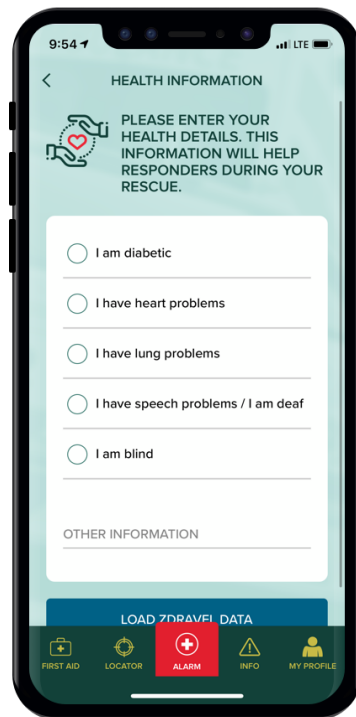 9:54
LTE
HEALTH INFORMATION
PLEASE ENTER YOUR
HEALTH DETAILS. THIS
INFORMATION WILL HELP
RESPONDERS DURING YOUR
RESCUE.
I am diabetic
I have heart problems
I have lung problems
I have speech problems / I am deaf
I am blind
OTHER INFORMATION
LOAD ZDRAVEL DATA
FIRST AID LOCATOR ALARM INFO MY PROFILE